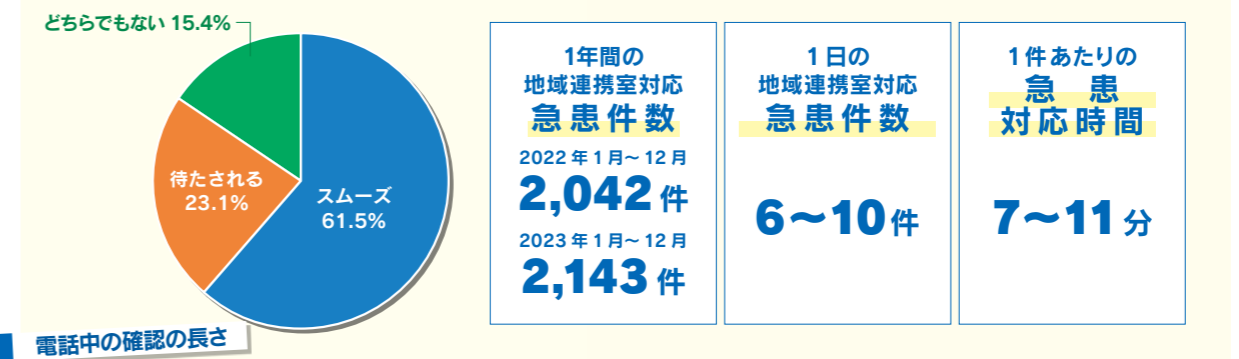 どちらでもない 15.4%
待たされる
23.1%
スムーズ
61.5%
1年間の
地域連携室対応
急患件数
2022年1月～12月
2,042件
2023年1月～12月
2,143件
1日の
地域連携室対応
急患件数
6～10件
1件あたりの
急患
対応時間
7～11分
電話中の確認の長さ